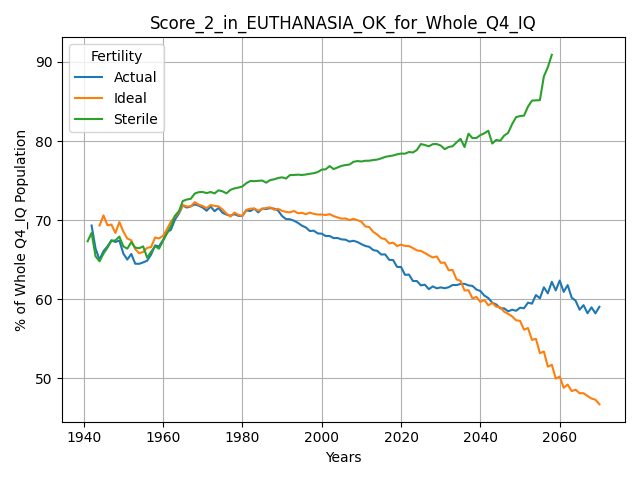 Score_2_in_EUTHANASIA_OK_for_Whole_Q4_IQ
% of Whole Q4_IQ Population
90
80
70
60
50
Fertility
Actual
Ideal
Sterile
1940 1960 1980 2000 2020 2040 2060
Years